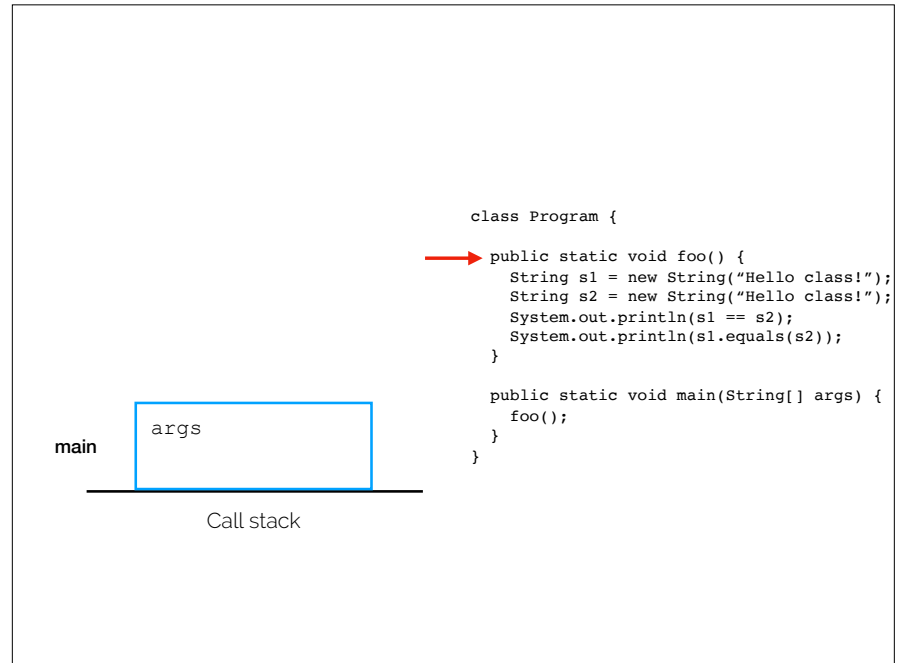 class Program {
public static void foo() {
String s1 = new String(“Hello class!”);
String s2 = new String(“Hello class!”);
System.out.println(s1 == s2);
System.out.println(s1.equals(s2));
}
public static void main(String[] args) {
foo();
}
}
args
main
Call stack